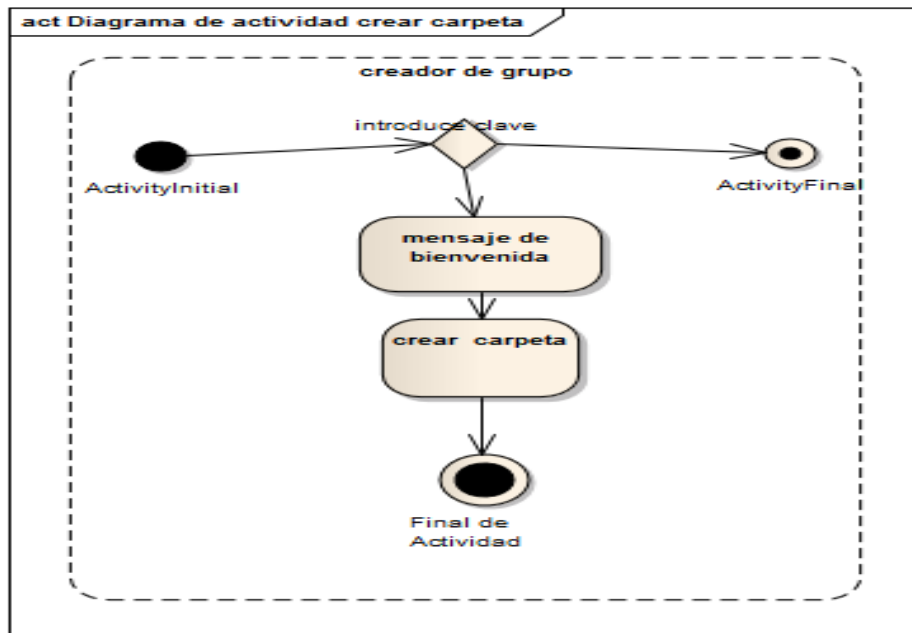 act Diagrama de actividad crear carpeta
creador de grupo
introduce clave
ActivityInitial
ActivityFinal
mensaje de
bienvenida
crear carpeta
Final de
Actividad